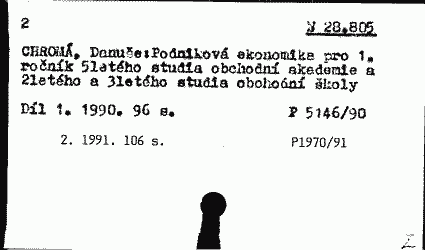 2 N 28.805
CHROMÁ, Danuše:Podniková ekonomika pro 1.
ročník 5letého studia obchodní akademie a
2letého a 3letého studia obchodní školy
Díl 1. 1990. 96 s. P 5146/90
2. 1991. 106 s. P1970/91